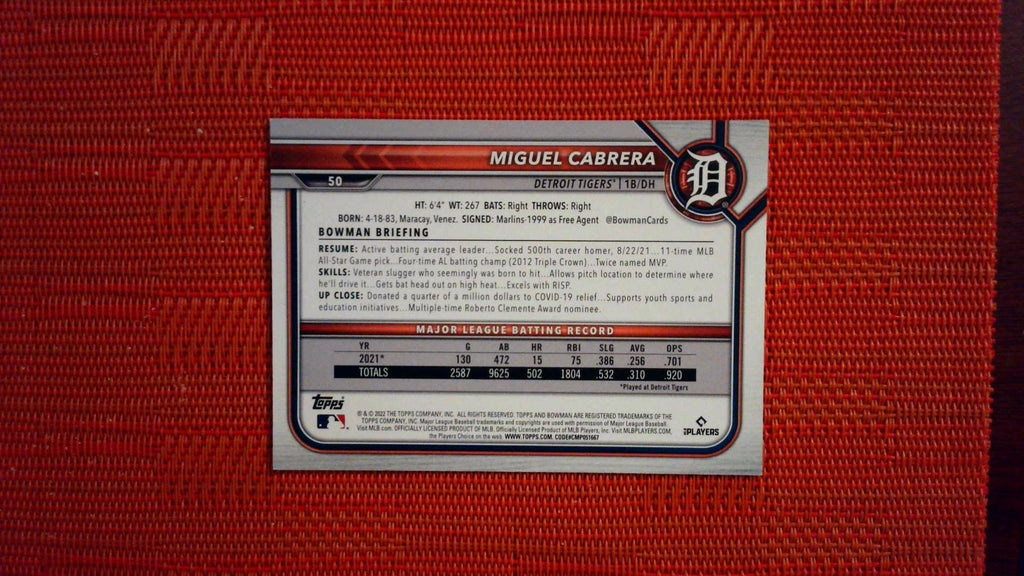 MIGUEL CABRERA
50
DETROIT TIGERS® | 1B/DH
D
HT: 6'4" WT: 267 BATS: Right THROWS: Right
BORN: 4-18-83, Maracay, Venez. SIGNED: Marlins-1999 as Free Agent @BowmanCards
BOWMAN BRIEFING
RESUME: Active batting average leader...Socked 500th career homer, 8/22/21...11-time MLB
All-Star Game pick...Four-time AL batting champ (2012 Triple Crown)...Twice named MVP.
SKILLS: Veteran slugger who seemingly was born to hit...Allows pitch location to determine where
he'll drive it...Gets bat head out on high heat...Excels with RISP.
UP CLOSE: Donated a quarter of a million dollars to COVID-19 relief...Supports youth sports and
education initiatives...Multiple-time Roberto Clemente Award nominee.
MAJOR LEAGUE BATTING RECORD
YR G AB HR RBI SLG AVG OPS
2021* 130 472 15 75 .386 .256 .701
TOTALS 2587 9625 502 1804 .532 .310 .920
*Played at Detroit Tigers
Topps
® & © 2022 THE TOPPS COMPANY, INC. ALL RIGHTS RESERVED. TOPPS AND BOWMAN ARE REGISTERED TRADEMARKS OF THE
TOPPS COMPANY, INC. Major League Baseball trademarks and copyrights are used with permission of Major League Baseball.
Visit MLB.com. OFFICIALLY LICENSED PRODUCT OF MLB Players, Inc. Visit MLBPLAYERS.COM,
the Players Choice on the web. WWW.TOPPS.COM. CODE#CMP051667
PLAYERS